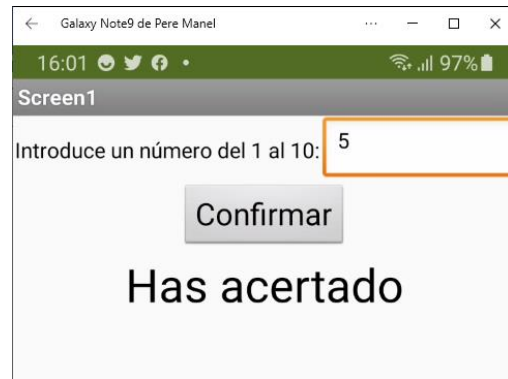 Galaxy Note9 de Pere Manel
16:01 97%
Screen1
Introduce un número del 1 al 10: 5
Confirmar
Has acertado